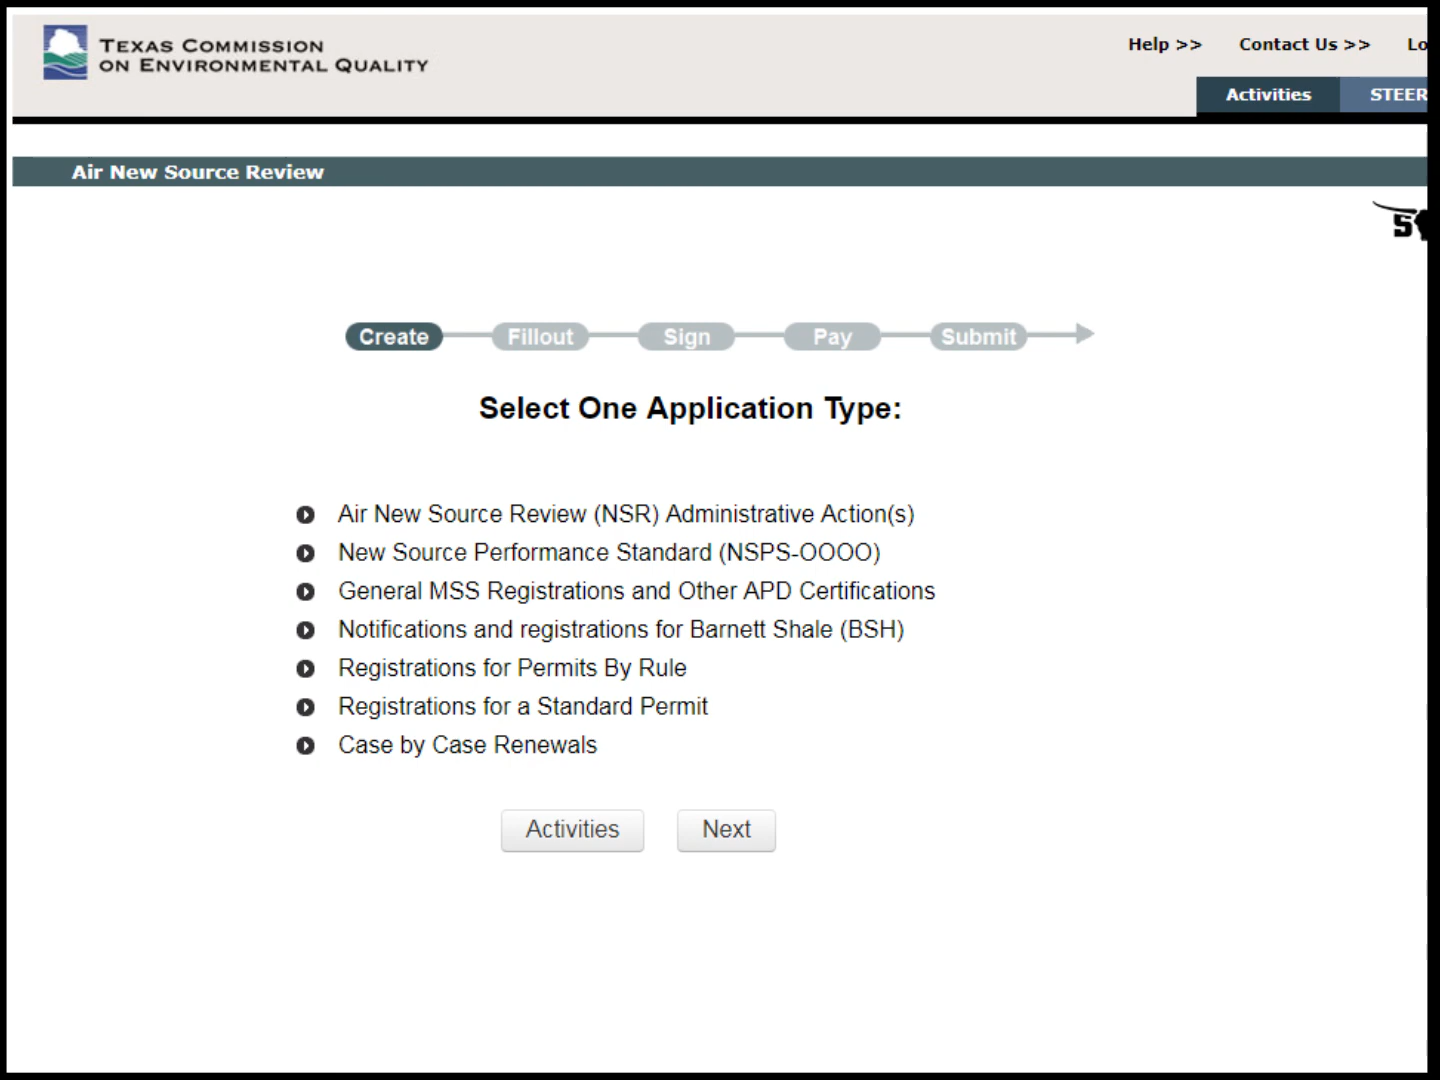 TEXAS COMMISSION
ON ENVIRONMENTAL QUALITY
Help >> Contact Us >> Lo
Activities STEER
Air New Source Review
Create Fillout Sign Pay Submit
Select One Application Type:
Air New Source Review (NSR) Administrative Action(s)
New Source Performance Standard (NSPS-OOOO)
General MSS Registrations and Other APD Certifications
Notifications and registrations for Barnett Shale (BSH)
Registrations for Permits By Rule
Registrations for a Standard Permit
Case by Case Renewals
Activities Next